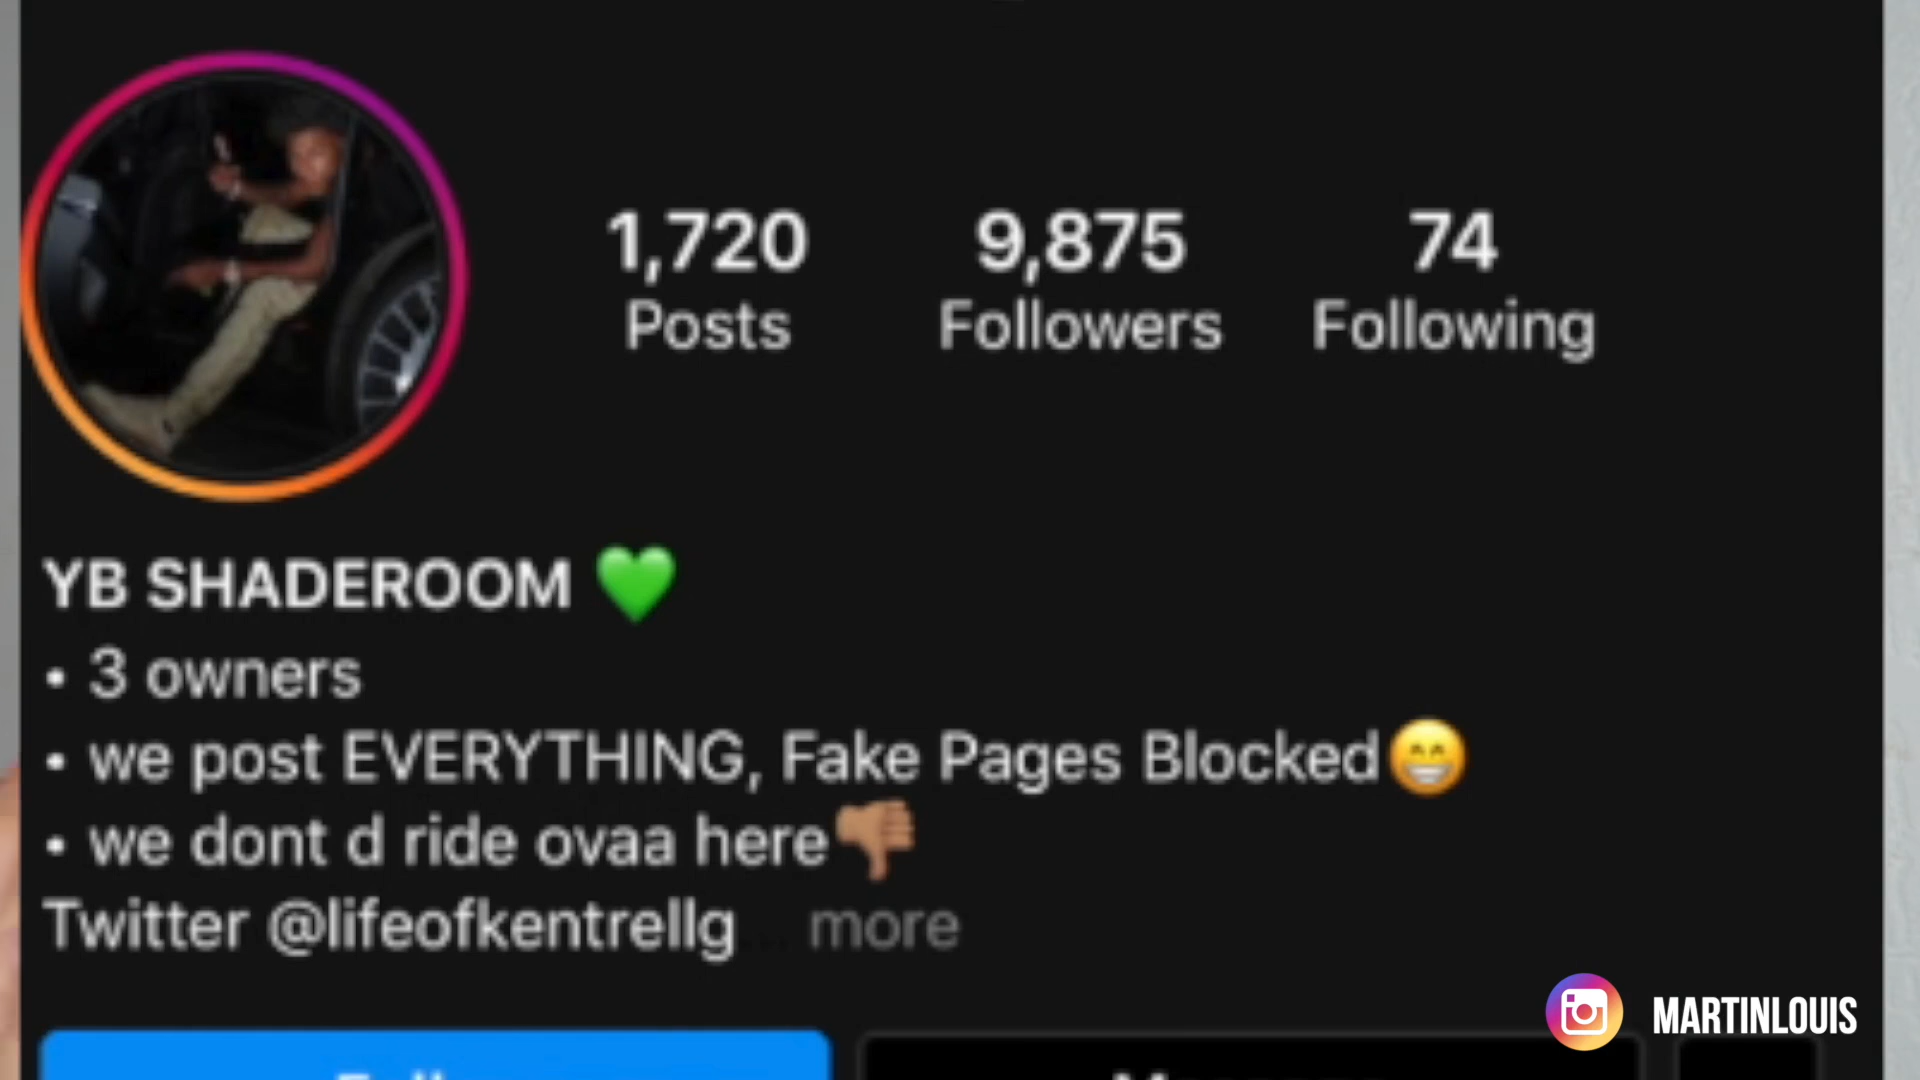 1,720 9,875 74
Posts Followers Following
YB SHADEROOM 💚
• 3 owners
• we post EVERYTHING, Fake Pages Blocked😁
• we dont d ride ovaa here👎🏽
Twitter @lifeofkentrellg ... more
MARTINLOUIS